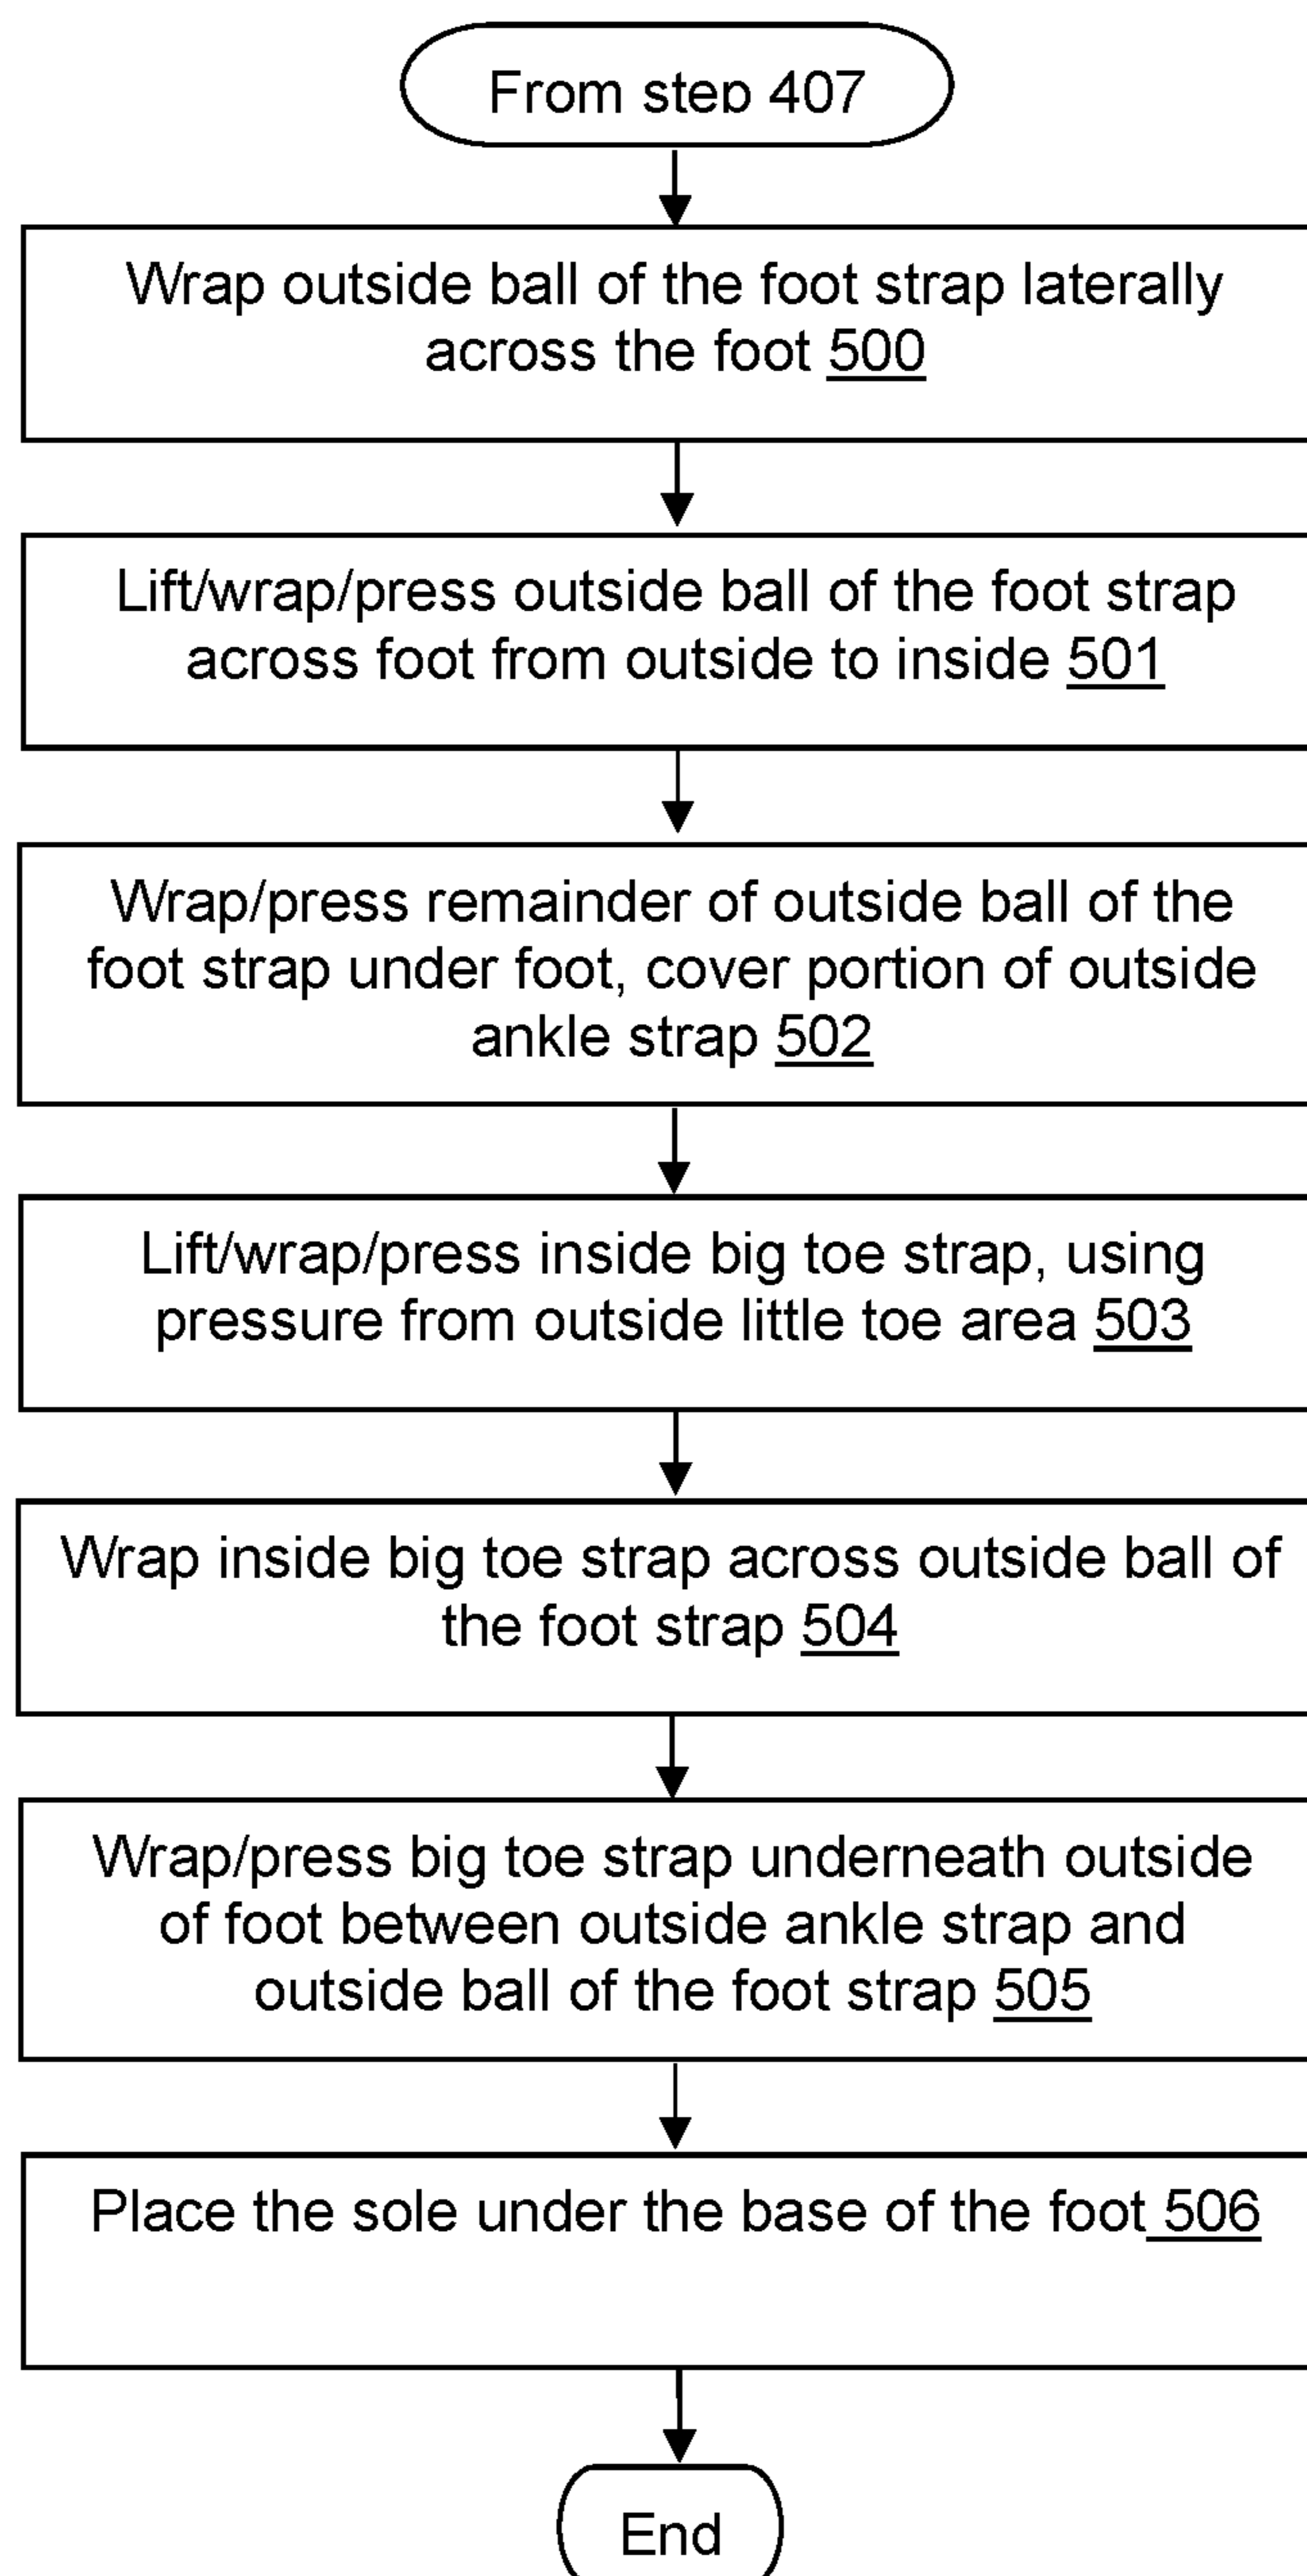 From step 407
Wrap outside ball of the foot strap laterally
across the foot 500
Lift/wrap/press outside ball of the foot strap
across foot from outside to inside 501
Wrap/press remainder of outside ball of the
foot strap under foot, cover portion of outside
ankle strap 502
Lift/wrap/press inside big toe strap, using
pressure from outside little toe area 503
Wrap inside big toe strap across outside ball of
the foot strap 504
Wrap/press big toe strap underneath outside
of foot between outside ankle strap and
outside ball of the foot strap 505
Place the sole under the base of the foot 506
End